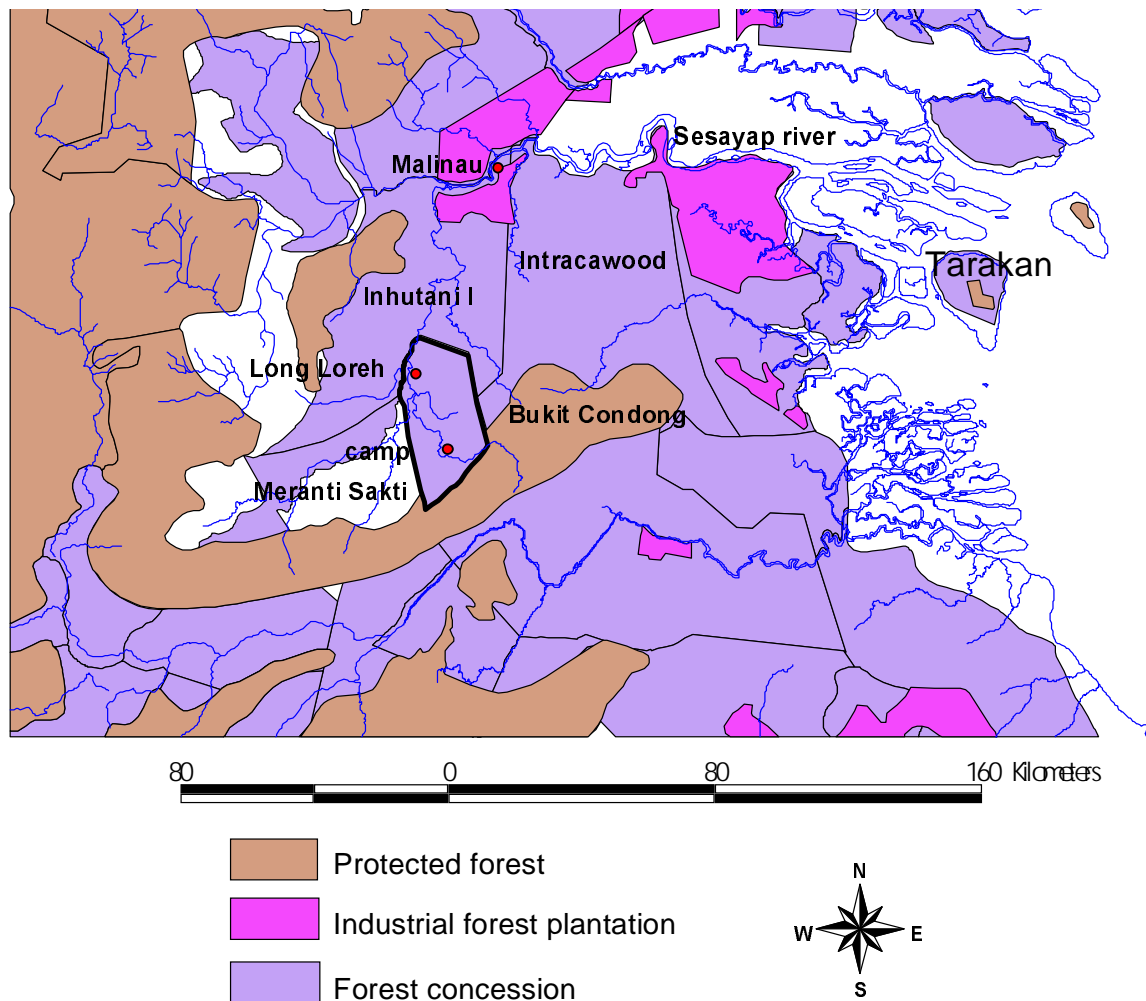 Sesayap river
Malinau
Intracawood
Tarakan
Inhutani I
Long Loreh
Bukit Condong
camp
Meranti Sakti
80 0 80 160 Kilometers
Protected forest
Industrial forest plantation
Forest concession
N
W E
S